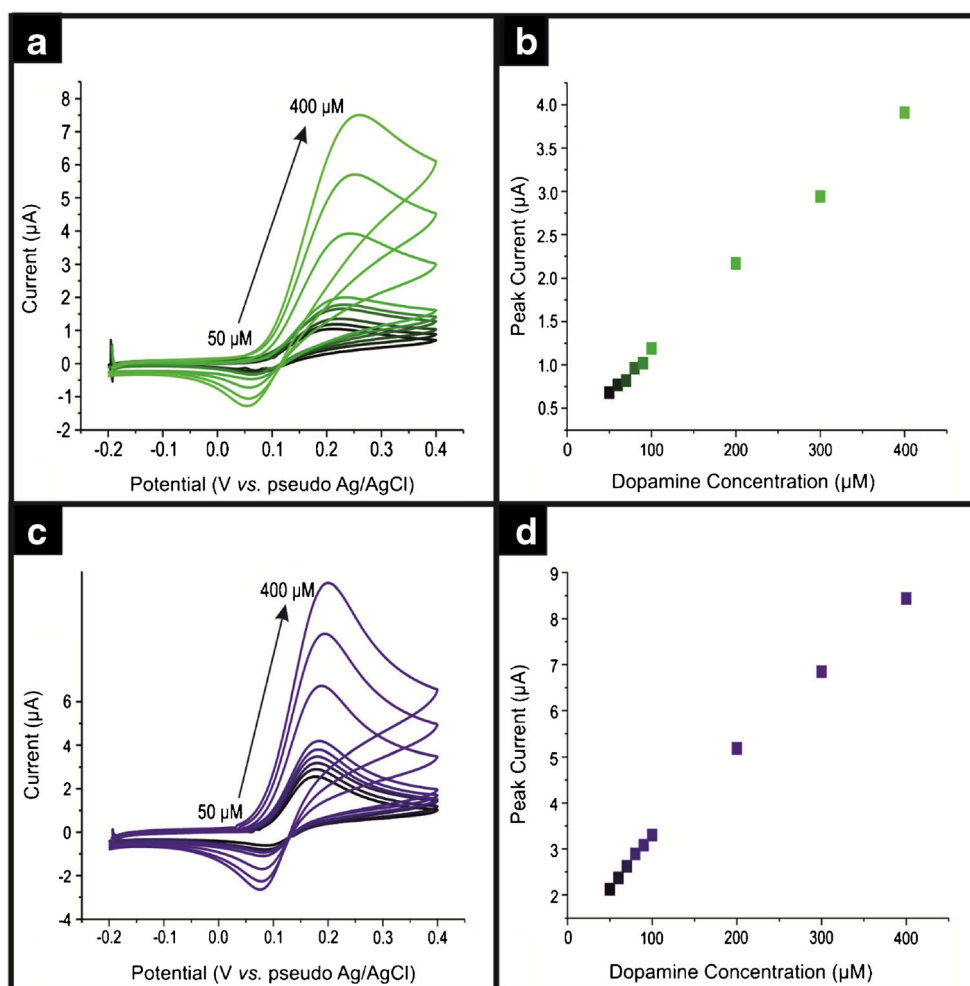 a
8
7
6
5
4
3
2
1
0
-1
-2
400 µM
50 µM
Current (µA)
-0.2 -0.1 0.0 0.1 0.2 0.3 0.4
Potential (V vs. pseudo Ag/AgCl)
b
4.0
3.5
3.0
2.5
2.0
1.5
1.0
0.5
Peak Current (µA)
0 100 200 300 400
Dopamine Concentration (µM)
c
6
4
2
0
-2
-4
400 µM
50 µM
Current (µA)
-0.2 -0.1 0.0 0.1 0.2 0.3 0.4
Potential (V vs. pseudo Ag/AgCl)
d
9
8
7
6
5
4
3
2
Peak Current (µA)
0 100 200 300 400
Dopamine Concentration (µM)